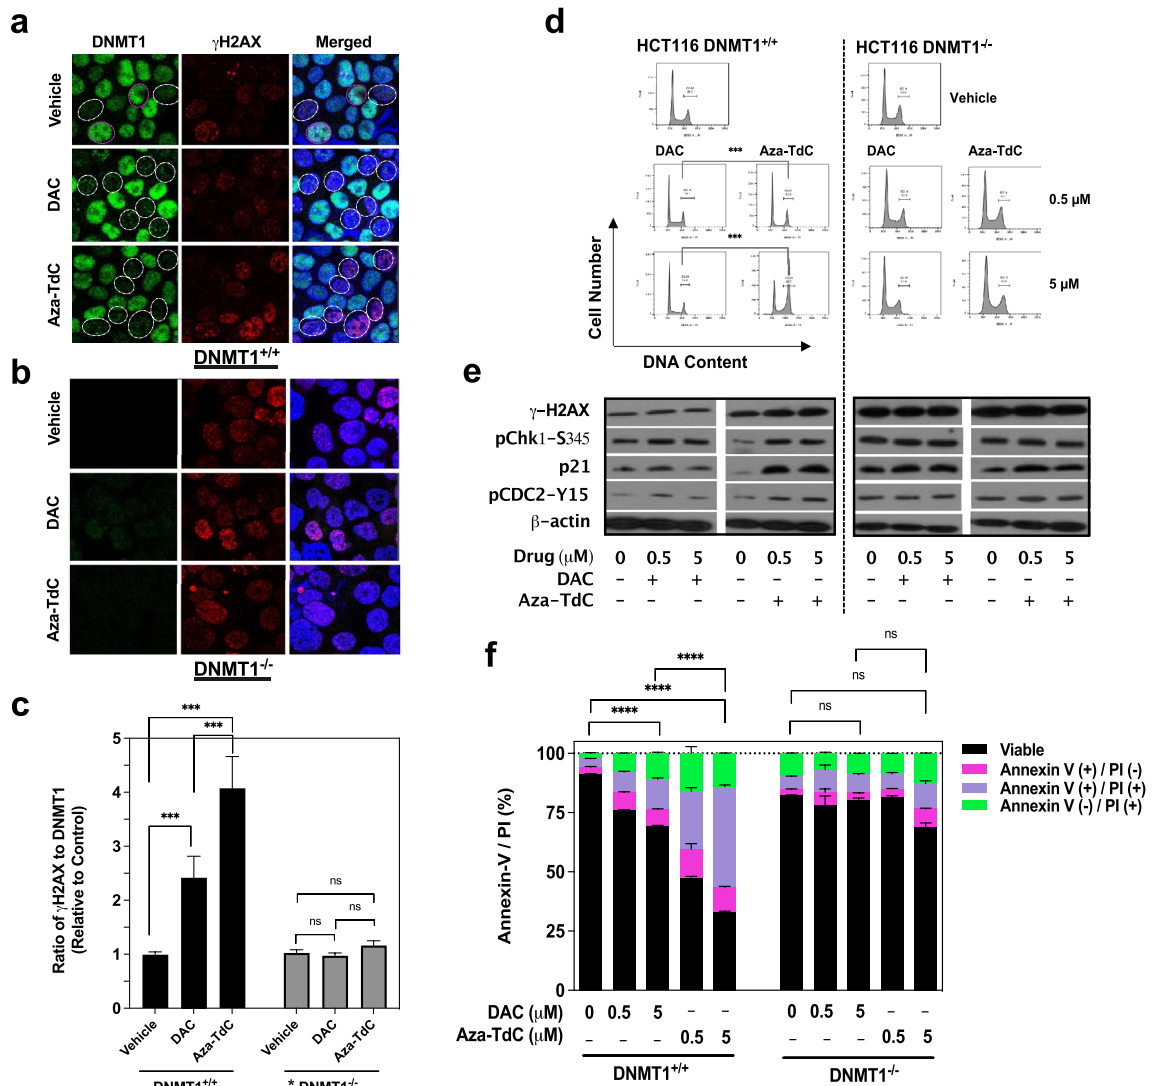 a
DNMT1 γH2AX Merged
Vehicle
DAC
Aza-TdC
DNMT1+/+
b
Vehicle
DAC
Aza-TdC
DNMT1-/-
c
Ratio of γH2AX to DNMT1
(Relative to Control)
5
4
3
2
1
0
***
***
***
ns
ns
ns
Vehicle DAC Aza-TdC Vehicle DAC Aza-TdC
DNMT1+/+ * DNMT1-/-
d
HCT116 DNMT1+/+ HCT116 DNMT1-/-
Vehicle
DAC *** Aza-TdC DAC Aza-TdC
0.5 μM
***
5 μM
Cell Number
DNA Content
e
γ-H2AX
pChk1-S345
p21
pCDC2-Y15
β-actin
Drug (μM) 0 0.5 5 0 0.5 5 0 0.5 5 0 0.5 5
DAC – + + – – – – + + – – –
Aza-TdC – – – – + + – – – – + +
f
****
****
****
ns
ns
ns
Viable
Annexin V (+) / PI (-)
Annexin V (+) / PI (+)
Annexin V (-) / PI (+)
Annexin-V / PI (%)
100
75
50
25
0
DAC (μM) 0 0.5 5 – – 0 0.5 5 – –
Aza-TdC (μM) – – – 0.5 5 – – – 0.5 5
DNMT1+/+ DNMT1-/-